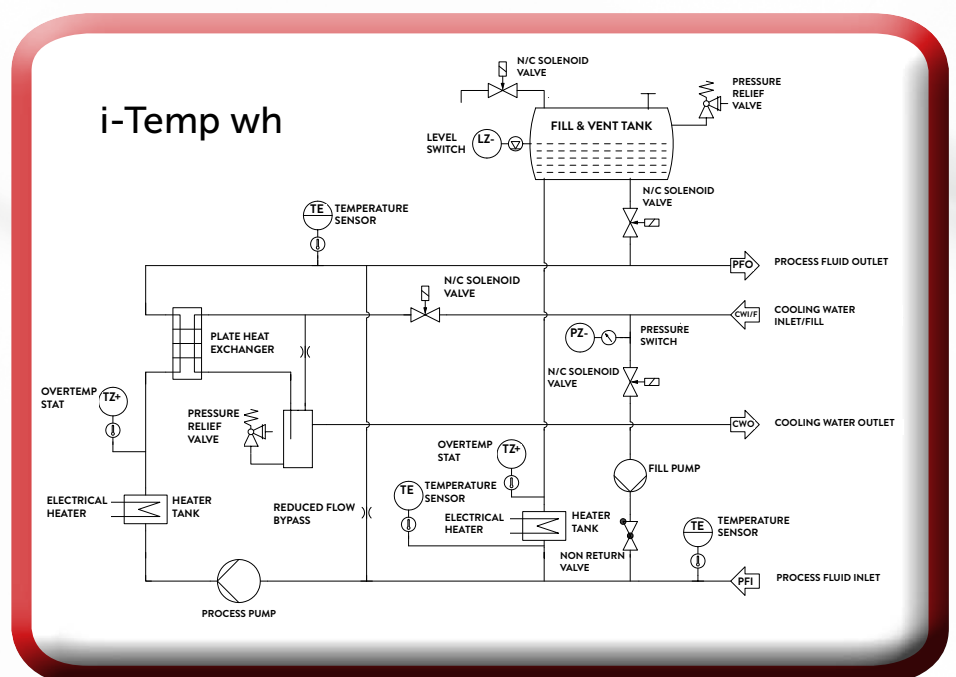 i-Temp wh
N/C SOLENOID
VALVE
PRESSURE
RELIEF
VALVE
FILL & VENT TANK
LEVEL
SWITCH
LZ-
N/C SOLENOID
VALVE
TE
TEMPERATURE
SENSOR
PFO
PROCESS FLUID OUTLET
N/C SOLENOID
VALVE
CWI/F
COOLING WATER
INLET/FILL
PLATE HEAT
EXCHANGER
PZ-
PRESSURE
SWITCH
N/C SOLENOID
VALVE
OVERTEMP
STAT
TZ+
PRESSURE
RELIEF
VALVE
CWO
COOLING WATER OUTLET
OVERTEMP
STAT
TZ+
FILL PUMP
TE
TEMPERATURE
SENSOR
ELECTRICAL
HEATER
HEATER
TANK
REDUCED FLOW
BYPASS
ELECTRICAL
HEATER
HEATER
TANK
TE
TEMPERATURE
SENSOR
NON RETURN
VALVE
PFI
PROCESS FLUID INLET
PROCESS PUMP